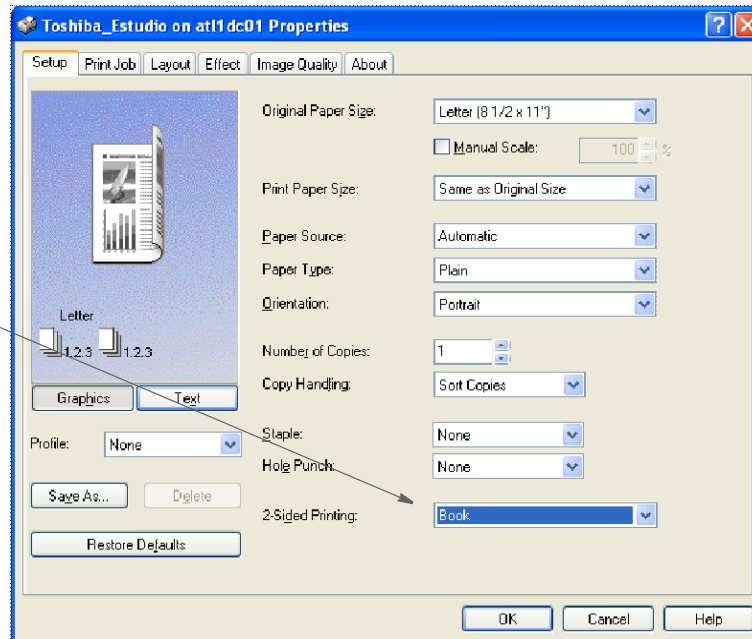 Toshiba_Estudio on atl1dc01 Properties
Setup Print Job Layout Effect Image Quality About
Original Paper Size: Letter (8 1/2 x 11")
Manual Scale: 100 %
Print Paper Size: Same as Original Size
Paper Source: Automatic
Paper Type: Plain
Orientation: Portrait
Letter
1.2.3 1.2.3
Number of Copies: 1
Copy Handling: Sort Copies
Graphics Text
Profile: None
Staple: None
Hole Punch: None
Save As... Delete
2-Sided Printing: Book
Restore Defaults
OK Cancel Help